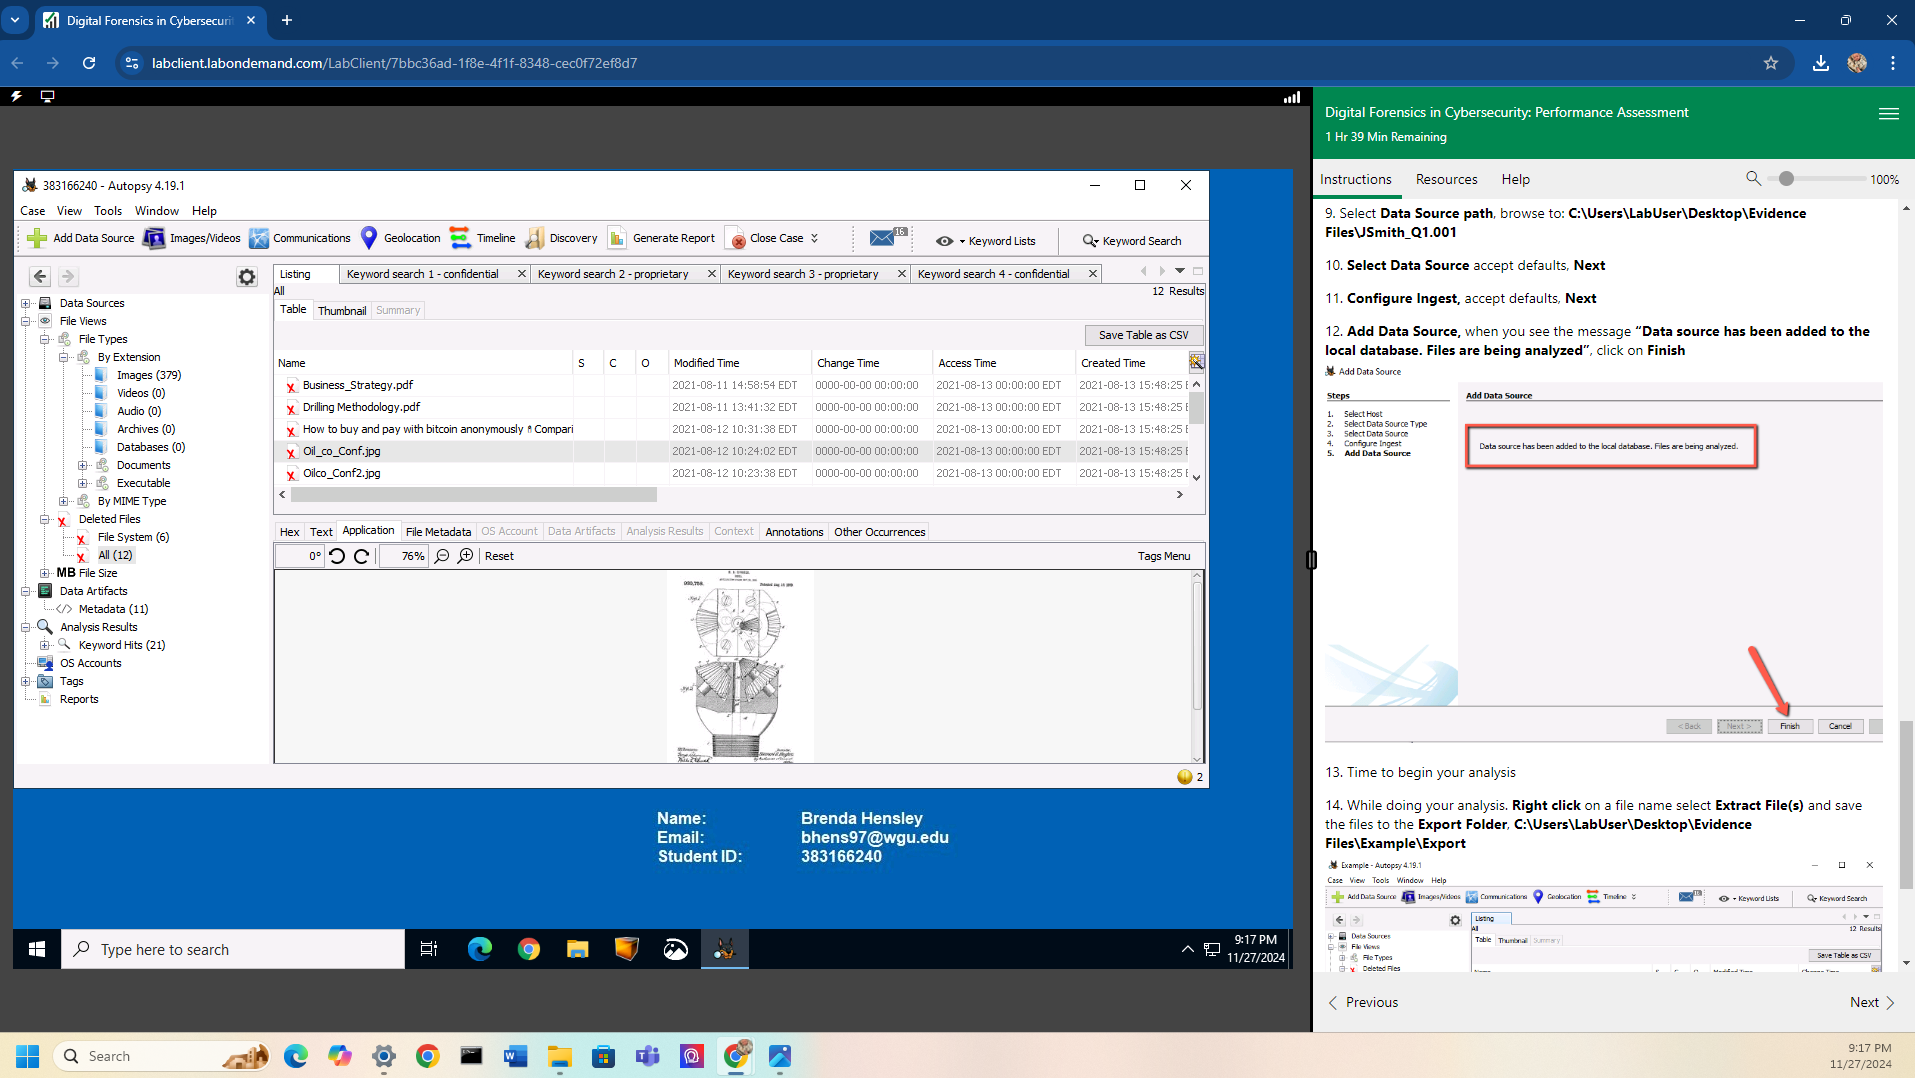 Digital Forensics in Cybersecurit
labclient.labondemand.com/LabClient/7bbc36ad-1f8e-4f1f-8348-cec0f72ef8d7
383166240 - Autopsy 4.19.1
Case View Tools Window Help
Add Data Source Images/Videos Communications Geolocation Timeline Discovery Generate Report Close Case 16 Keyword Lists Keyword Search
Data Sources
File Views
File Types
By Extension
Images (379)
Videos (0)
Audio (0)
Archives (0)
Databases (0)
Documents
Executable
By MIME Type
Deleted Files
File System (6)
All (12)
MB File Size
Data Artifacts
Metadata (11)
Analysis Results
Keyword Hits (21)
OS Accounts
Tags
Reports
Listing Keyword search 1 - confidential Keyword search 2 - proprietary Keyword search 3 - proprietary Keyword search 4 - confidential
All 12 Results
Table Thumbnail Summary
Save Table as CSV
Name S C O Modified Time Change Time Access Time Created Time
Business_Strategy.pdf 2021-08-11 14:58:54 EDT 0000-00-00 00:00:00 2021-08-13 00:00:00 EDT 2021-08-13 15:48:25 E
Drilling Methodology.pdf 2021-08-11 13:41:32 EDT 0000-00-00 00:00:00 2021-08-13 00:00:00 EDT 2021-08-13 15:48:25 E
How to buy and pay with bitcoin anonymously Compari 2021-08-12 10:31:38 EDT 0000-00-00 00:00:00 2021-08-13 00:00:00 EDT 2021-08-13 15:48:25 E
Oil_co_Conf.jpg 2021-08-12 10:24:02 EDT 0000-00-00 00:00:00 2021-08-13 00:00:00 EDT 2021-08-13 15:48:25 E
Oilco_Conf2.jpg 2021-08-12 10:23:38 EDT 0000-00-00 00:00:00 2021-08-13 00:00:00 EDT 2021-08-13 15:48:25 E
Hex Text Application File Metadata OS Account Data Artifacts Analysis Results Context Annotations Other Occurrences
0° 76% Reset Tags Menu
2
Name: Brenda Hensley
Email: bhens97@wgu.edu
Student ID: 383166240
Type here to search
9:17 PM
11/27/2024
Digital Forensics in Cybersecurity: Performance Assessment
1 Hr 39 Min Remaining
Instructions Resources Help 100%
9. Select Data Source path, browse to: C:\Users\LabUser\Desktop\Evidence
Files\JSmith_Q1.001
10. Select Data Source accept defaults, Next
11. Configure Ingest, accept defaults, Next
12. Add Data Source, when you see the message “Data source has been added to the
local database. Files are being analyzed”, click on Finish
Add Data Source
Steps
1. Select Host
2. Select Data Source Type
3. Select Data Source
4. Configure Ingest
5. Add Data Source
Add Data Source
Data source has been added to the local database. Files are being analyzed.
< Back Next > Finish Cancel
13. Time to begin your analysis
14. While doing your analysis. Right click on a file name select Extract File(s) and save
the files to the Export Folder, C:\Users\LabUser\Desktop\Evidence
Files\Example\Export
Example - Autopsy 4.19.1
Case View Tools Window Help
Add Data Source Images/Videos Communications Geolocation Timeline Keyword Lists Keyword Search
Data Sources
File Views
File Types
Deleted Files
Listing
All 12 Results
Table Thumbnail Summary
Save Table as CSV
Previous Next
Search
9:17 PM
11/27/2024